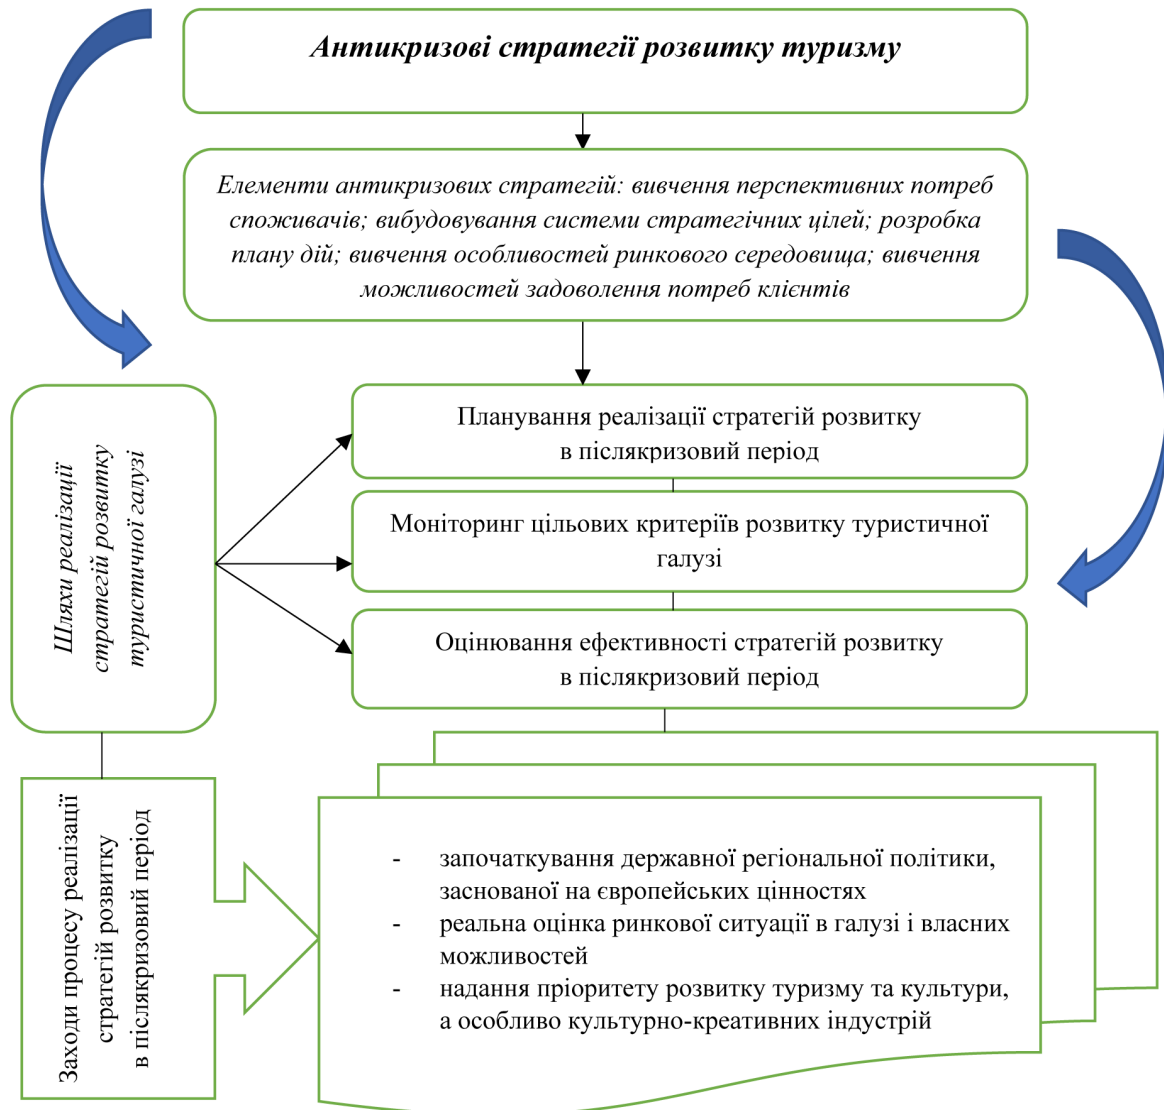 Антикризові стратегії розвитку туризму
Елементи антикризових стратегій: вивчення перспективних потреб
споживачів; вибудовування системи стратегічних цілей; розробка
плану дій; вивчення особливостей ринкового середовища; вивчення
можливостей задоволення потреб клієнтів
Шляхи реалізації
стратегій розвитку
туристичної галузі
Планування реалізації стратегій розвитку
в післякризовий період
Моніторинг цільових критеріїв розвитку туристичної
галузі
Оцінювання ефективності стратегій розвитку
в післякризовий період
Заходи процесу реалізації
стратегій розвитку
в післякризовий період
- започаткування державної регіональної політики,
заснованої на європейських цінностях
- реальна оцінка ринкової ситуації в галузі і власних
можливостей
- надання пріоритету розвитку туризму та культури,
а особливо культурно-креативних індустрій